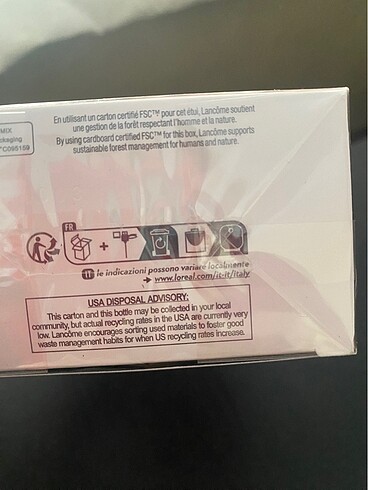 En utilisant un carton certifié FSC™ pour cet étui, Lancôme soutient
une gestion de la forêt respectant l'homme et la nature.
By using cardboard certified FSC™ for this box, Lancôme supports
sustainable forest management for humans and nature.
MIX
ckaging
C095159
FR
+
IT le indicazioni possono variare localmente
→ www.loreal.com/it-it/italy
USA DISPOSAL ADVISORY:
This carton and this bottle may be collected in your local
community, but actual recycling rates in the USA are currently very
low. Lancôme encourages sorting used materials to foster good
waste management habits for when US recycling rates increase.